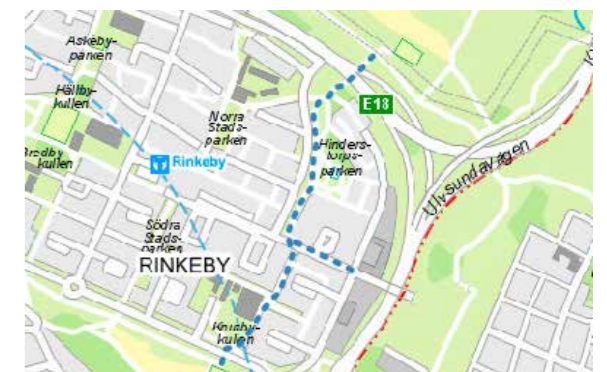 Askeby-
parken
Hällby-
kullen
Norra
Stads-
parken
E18
Hinders-
torps-
parken
Bredby
kullen
Rinkeby
Ulvsundavägen
Södra
Stads-
parken
RINKEBY
Knutby-
kullen